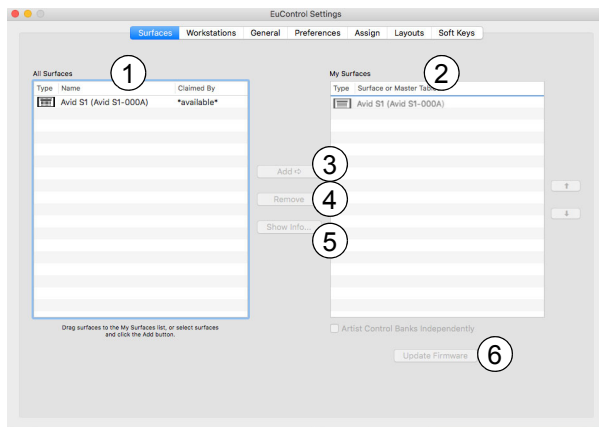 EuControl Settings
Surfaces Workstations General Preferences Assign Layouts Soft Keys
All Surfaces 1
Type Name Claimed By
Avid S1 (Avid S1-000A) *available*
Drag surfaces to the My Surfaces list, or select surfaces
and click the Add button.
Add 3
Remove 4
Show Info... 5
My Surfaces 2
Type Surface or Master
Avid S1 (Avid S1-000A)
Artist Control Banks Independently
Update Firmware 6